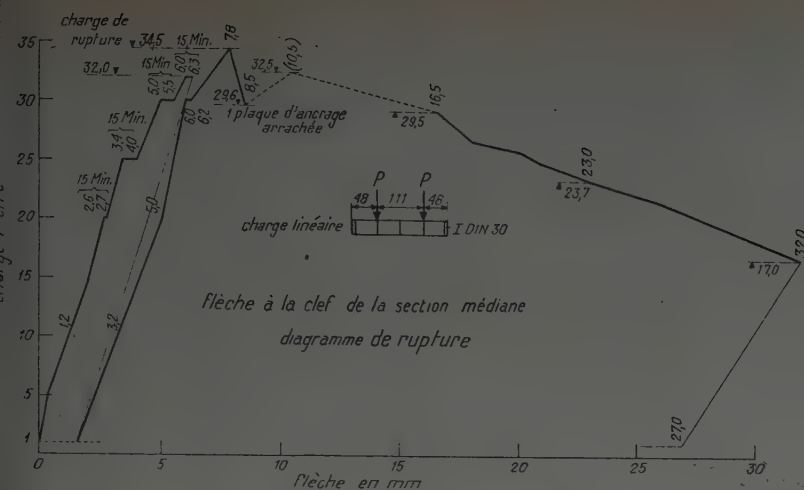 charge de
rupture 34,5 15 Min.
7,8
35
32,0
15 Min
6,0
6,3
5,0
5,5
32,5
(10,5)
8,5
29,6
30
1 plaque d'ancrage
arrachée
16,5
29,5
15 Min.
3,4
4,0
6,0
6,2
25
15 Min.
2,6
2,7
5,0
23,0
23,7
P P
48 111 46
charge linéaire
I DIN 30
20
32,0
17,0
15
flèche à la clef de la section médiane
diagramme de rupture
1,2
3,2
10
5
27,0
1
0 5 10 15 20 25 30
flèche en mm